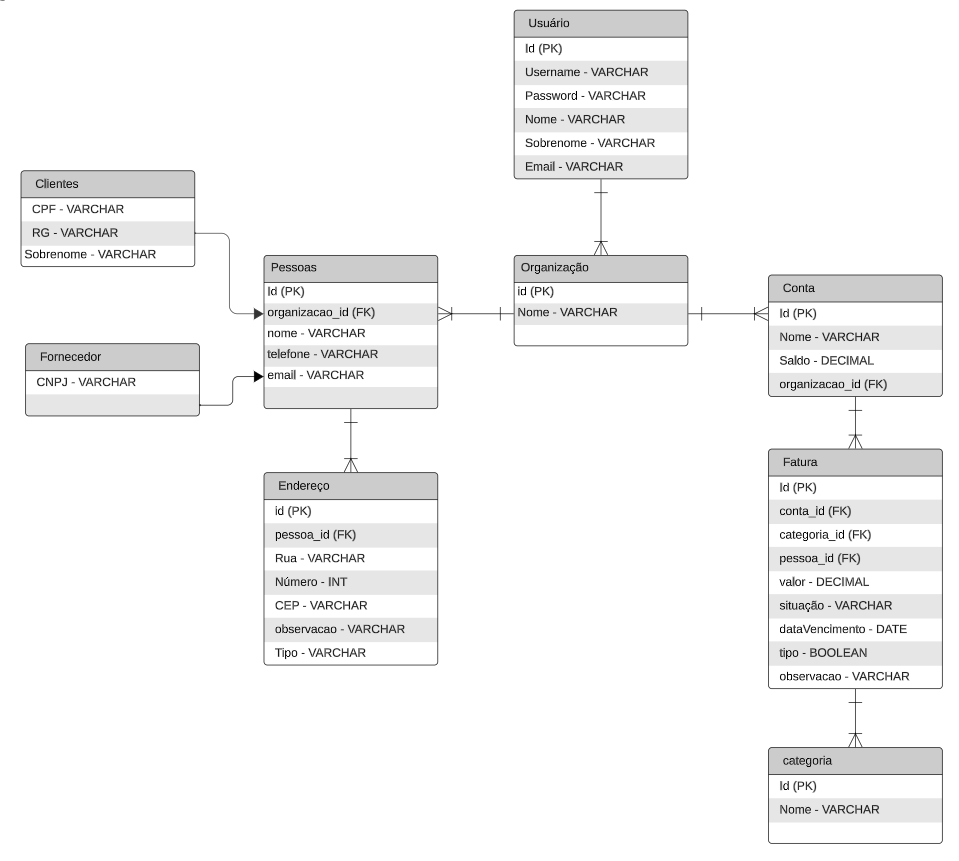 Usuário
Id (PK)
Username - VARCHAR
Password - VARCHAR
Nome - VARCHAR
Sobrenome - VARCHAR
Email - VARCHAR
Clientes
CPF - VARCHAR
RG - VARCHAR
Sobrenome - VARCHAR
Pessoas
Id (PK)
organizacao_id (FK)
nome - VARCHAR
telefone - VARCHAR
email - VARCHAR
Organização
id (PK)
Nome - VARCHAR
Conta
Id (PK)
Nome - VARCHAR
Saldo - DECIMAL
organizacao_id (FK)
Fornecedor
CNPJ - VARCHAR
Endereço
id (PK)
pessoa_id (FK)
Rua - VARCHAR
Número - INT
CEP - VARCHAR
observacao - VARCHAR
Tipo - VARCHAR
Fatura
Id (PK)
conta_id (FK)
categoria_id (FK)
pessoa_id (FK)
valor - DECIMAL
situação - VARCHAR
dataVencimento - DATE
tipo - BOOLEAN
observacao - VARCHAR
categoria
Id (PK)
Nome - VARCHAR